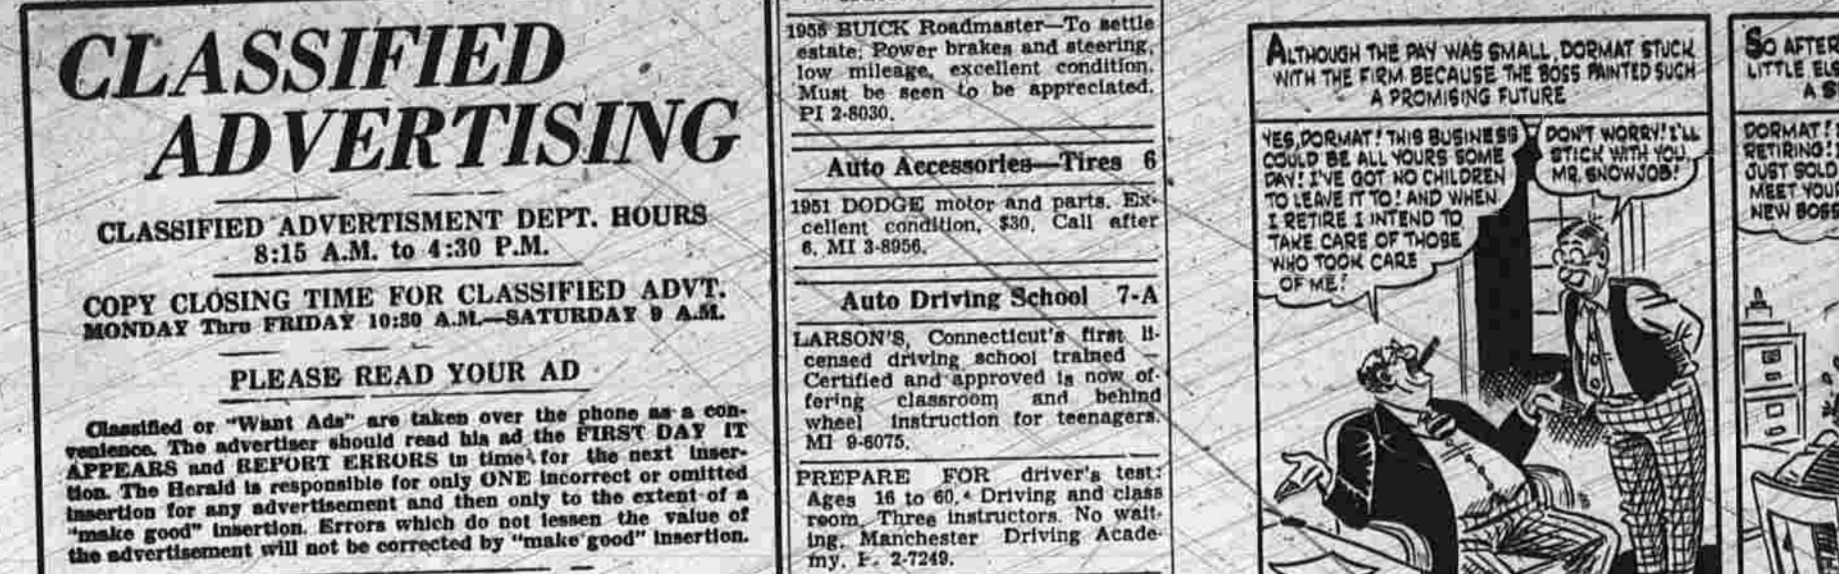 CLASSIFIED
ADVERTISING
CLASSIFIED ADVERTISMENT DEPT. HOURS
8:15 A.M. to 4:30 P.M.
COPY CLOSING TIME FOR CLASSIFIED ADVT.
MONDAY Thru FRIDAY 10:30 A.M.—SATURDAY 9 A.M.
PLEASE READ YOUR AD
Classified or "Want Ads" are taken over the phone as a con-
venience. The advertiser should read his ad the FIRST DAY IT
APPEARS and REPORT ERRORS in time for the next inser-
tion. The Herald is responsible for only ONE incorrect or omitted
insertion for any advertisement and then only to the extent of a
"make good" insertion. Errors which do not lessen the value of
the advertisement will not be corrected by "make good" insertion.
1955 BUICK Roadmaster—To settle
estate. Power brakes and steering,
low mileage, excellent condition.
Must be seen to be appreciated.
PI 2-8030.
Auto Accessories—Tires 6
1951 DODGE motor and parts. Ex-
cellent condition, $30. Call after
6, MI 3-8956.
Auto Driving School 7-A
LARSON'S, Connecticut's first li-
censed driving school trained —
Certified and approved is now of-
fering classroom and behind
wheel instruction for teenagers.
MI 9-6075.
PREPARE FOR driver's test:
Ages 16 to 60. Driving and class
room. Three instructors. No wait-
ing, Manchester Driving Acade-
my. 2-7249.
ALTHOUGH THE PAY WAS SMALL, DORMAT STUCK
WITH THE FIRM BECAUSE THE BOSS PAINTED SUCH
A PROMISING FUTURE
YES, DORMAT! THIS BUSINESS
COULD BE ALL YOURS SOME
DAY! I'VE GOT NO CHILDREN
TO LEAVE IT TO! AND WHEN
I RETIRE I INTEND TO
TAKE CARE OF THOSE
WHO TOOK CARE
OF ME!
DON'T WORRY! I'LL
STICK WITH YOU,
MR. SNOWJOB!
SO AFTER
LITTLE
A
DORMAT!
RETIRING!
JUST SOLD
MEET YOUR
NEW BOSS